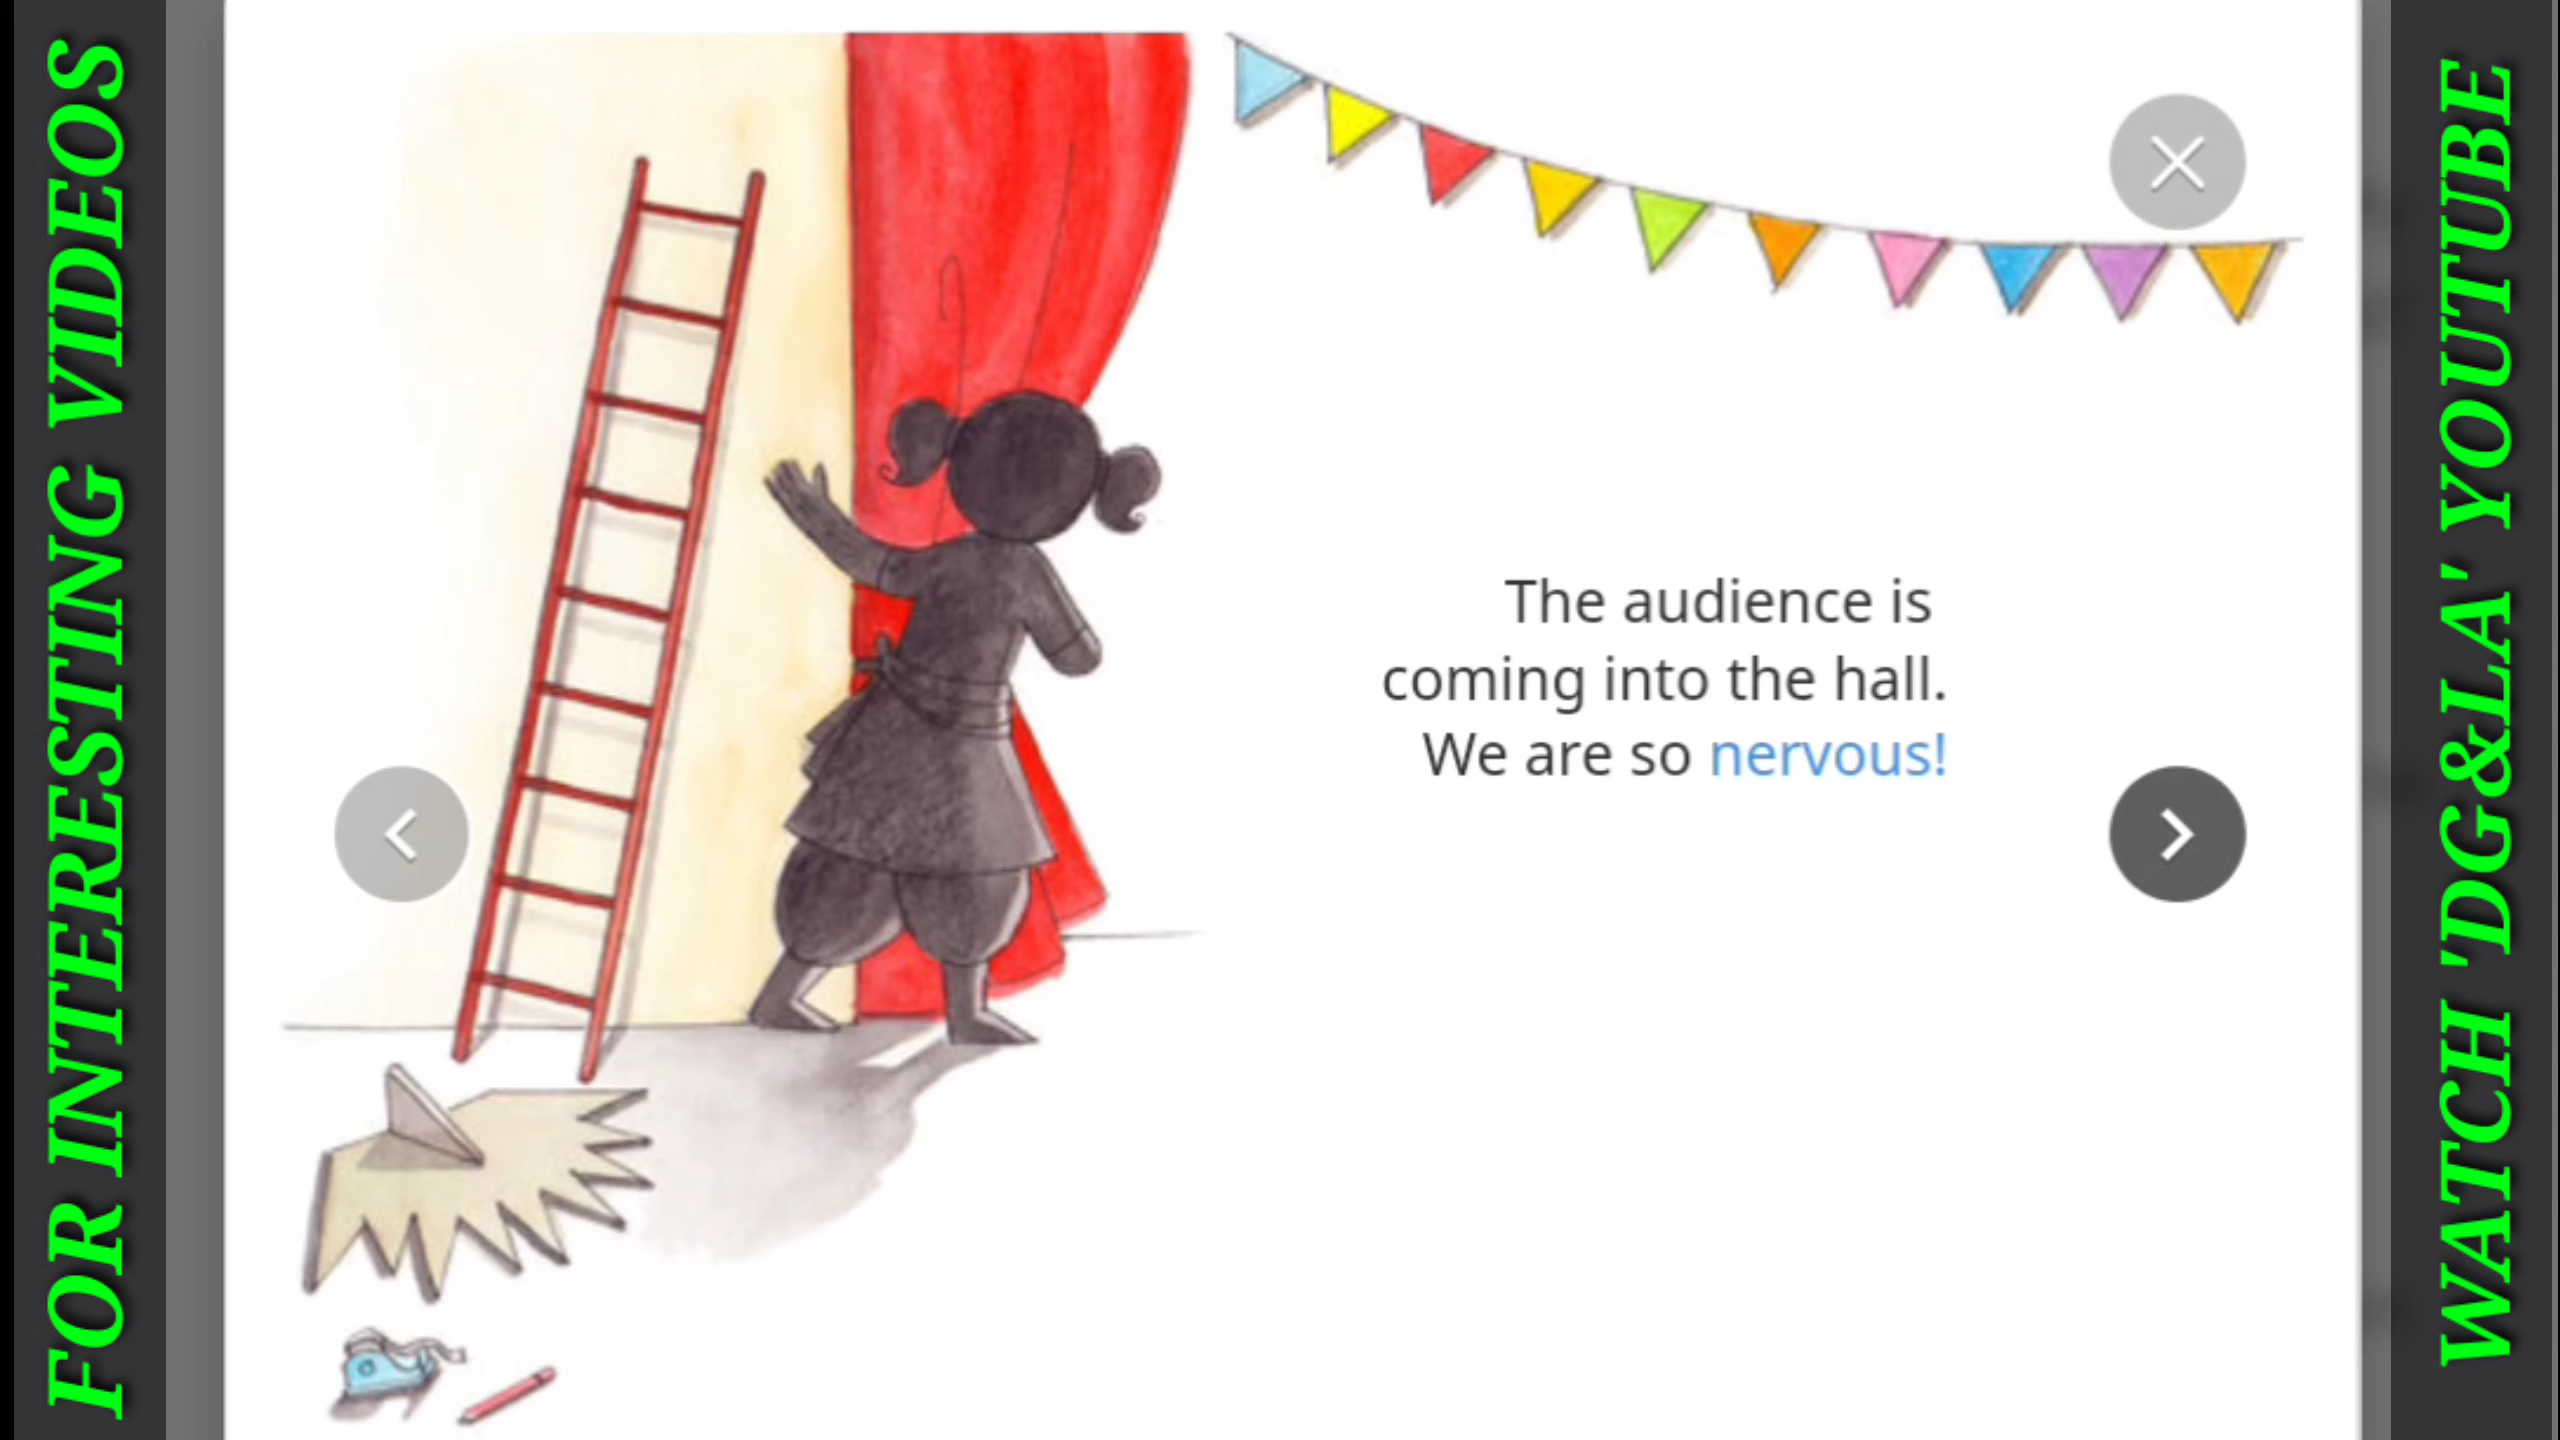 FOR INTERESTING VIDEOS
The audience is
coming into the hall.
We are so nervous!
WATCH 'DG&LA' YOUTUBE